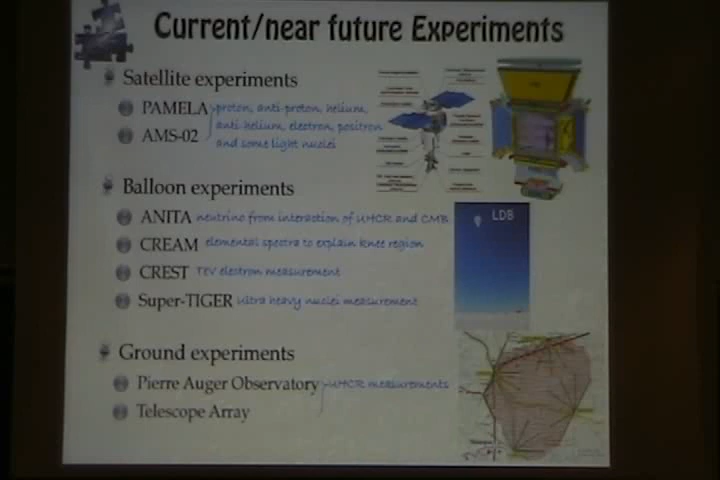 Current/near future Experiments
Satellite experiments
PAMELA proton, anti-proton, helium,
anti-helium, electron, positron
AMS-02 and some light nuclei
Balloon experiments
ANITA neutrino from interaction of UHCR and CMB
CREAM elemental spectra to explain knee region
CREST TEV electron measurement
Super-TIGER ultra heavy nuclei measurement
LDB
Ground experiments
Pierre Auger Observatory UHCR measurements
Telescope Array